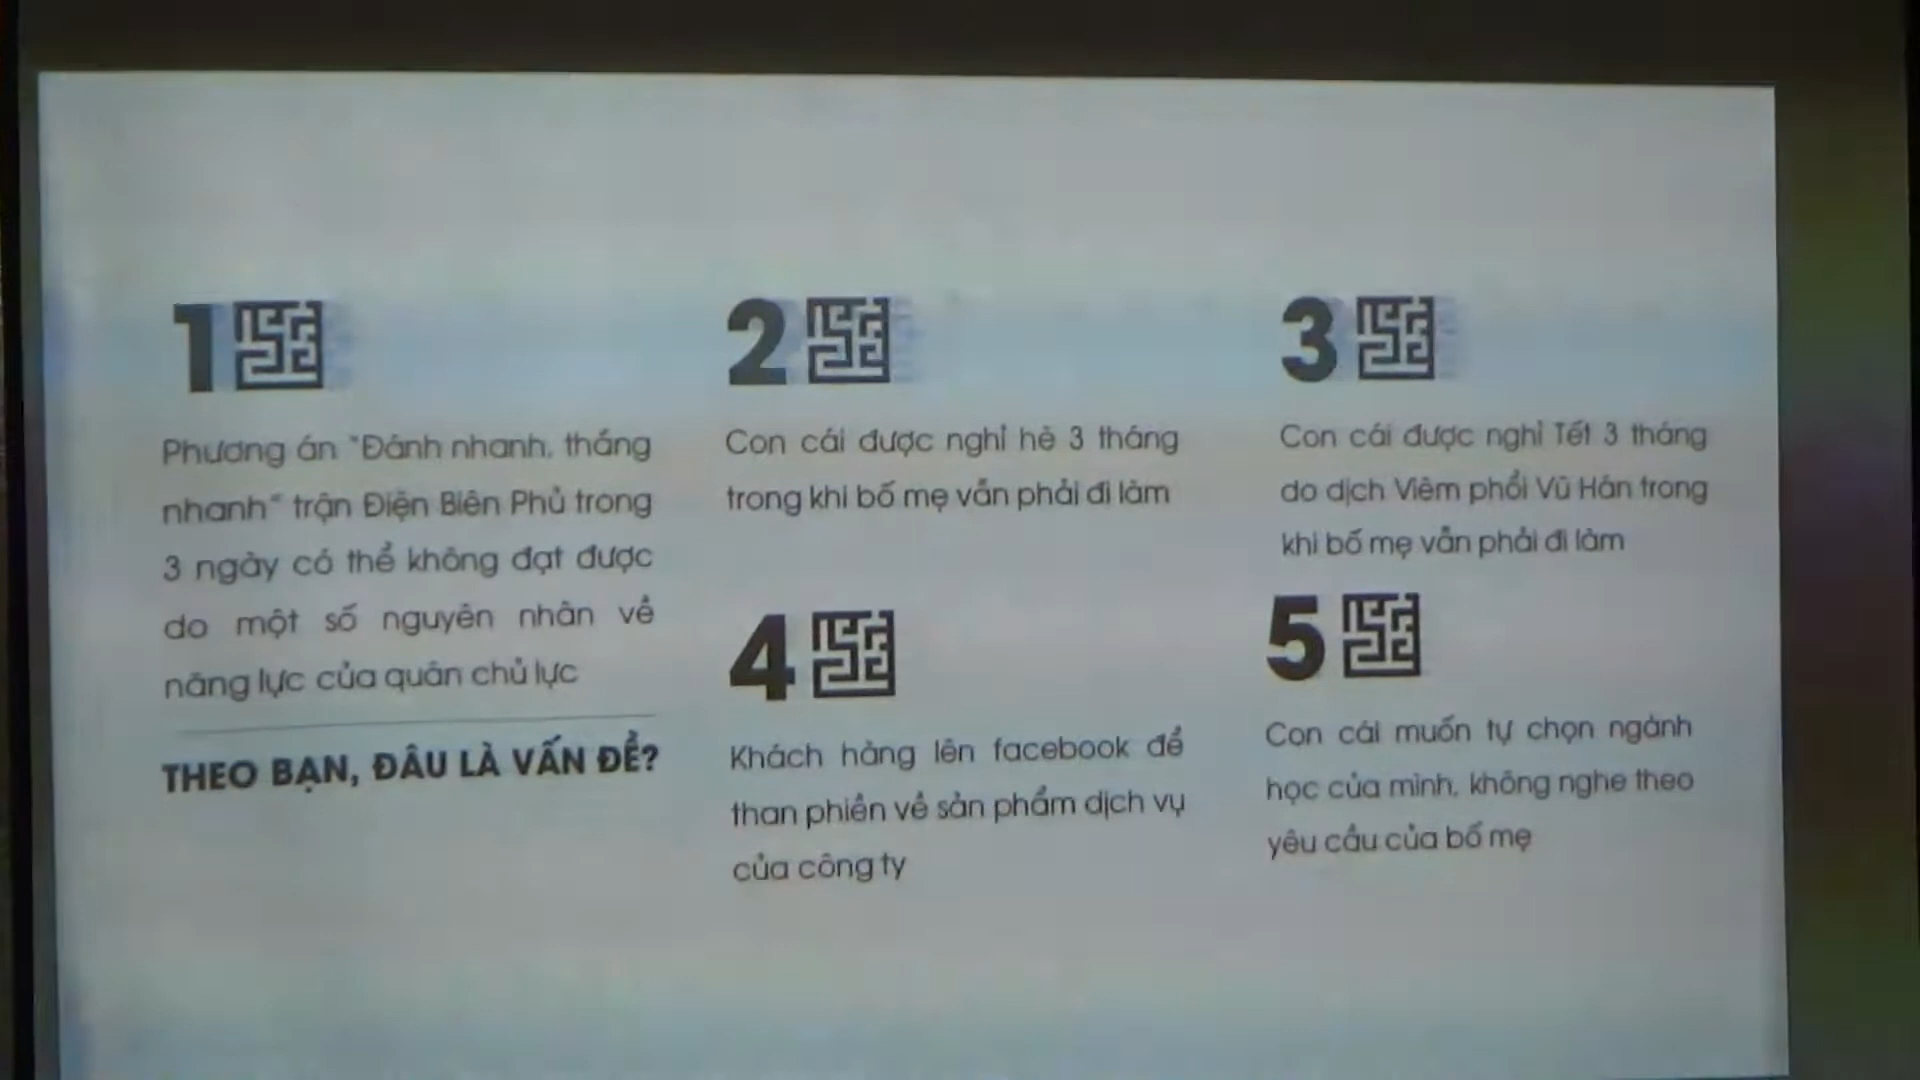 1
Phương án "Đánh nhanh, thắng
nhanh" trận Điện Biên Phủ trong
3 ngày có thể không đạt được
do một số nguyên nhân về
năng lực của quân chủ lực
THEO BẠN, ĐÂU LÀ VẤN ĐỀ?
2
Con cái được nghỉ hè 3 tháng
trong khi bố mẹ vẫn phải đi làm
3
Con cái được nghỉ Tết 3 tháng
do dịch Viêm phổi Vũ Hán trong
khi bố mẹ vẫn phải đi làm
4
Khách hàng lên facebook để
than phiền về sản phẩm dịch vụ
của công ty
5
Con cái muốn tự chọn ngành
học của mình, không nghe theo
yêu cầu của bố mẹ